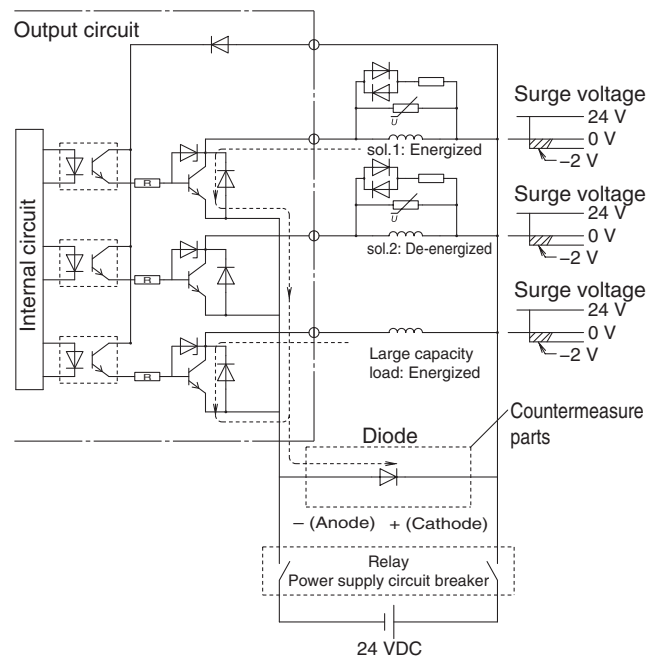 Output circuit
Internal circuit
R
R
R
U
sol.1: Energized
U
sol.2: De-energized
Large capacity
load: Energized
Surge voltage
24 V
0 V
–2 V
Surge voltage
24 V
0 V
–2 V
Surge voltage
24 V
0 V
–2 V
Countermeasure
parts
Diode
– (Anode) + (Cathode)
Relay
Power supply circuit breaker
24 VDC